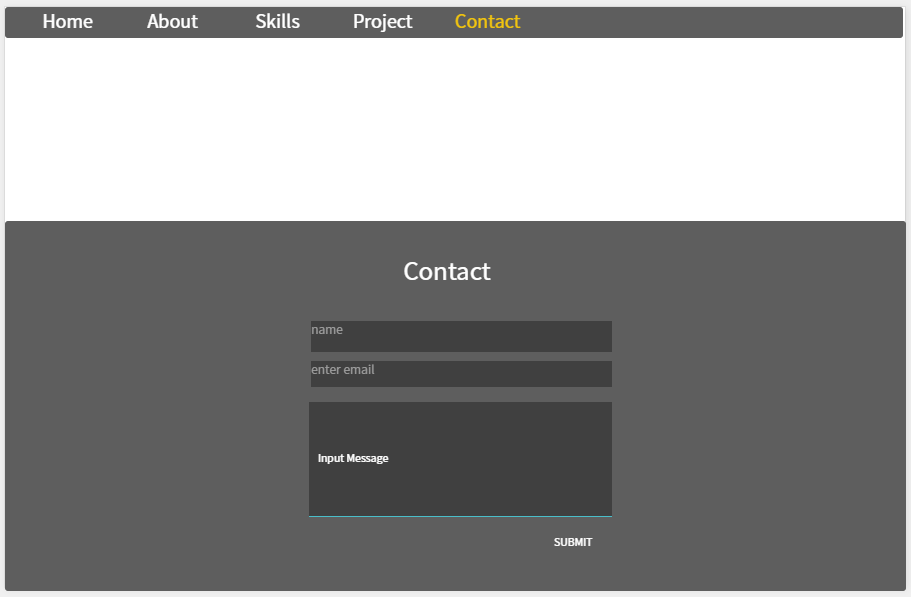 Home About Skills Project Contact
Contact
name
enter email
Input Message
SUBMIT